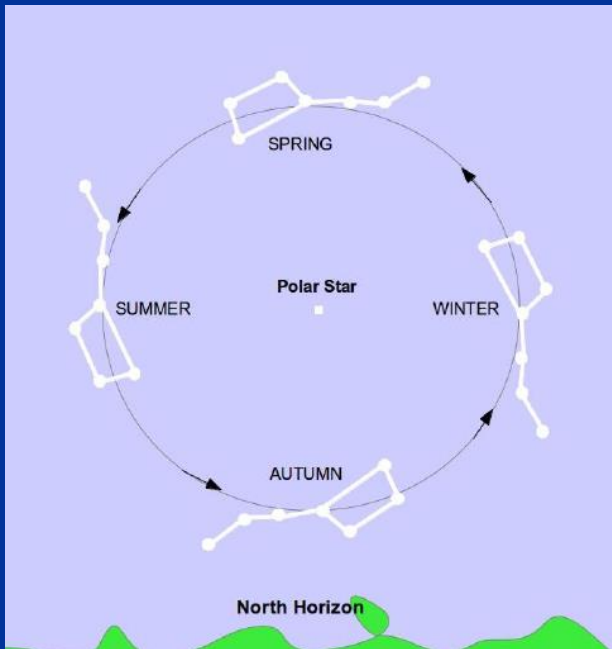 SPRING
Polar Star
SUMMER
WINTER
AUTUMN
North Horizon